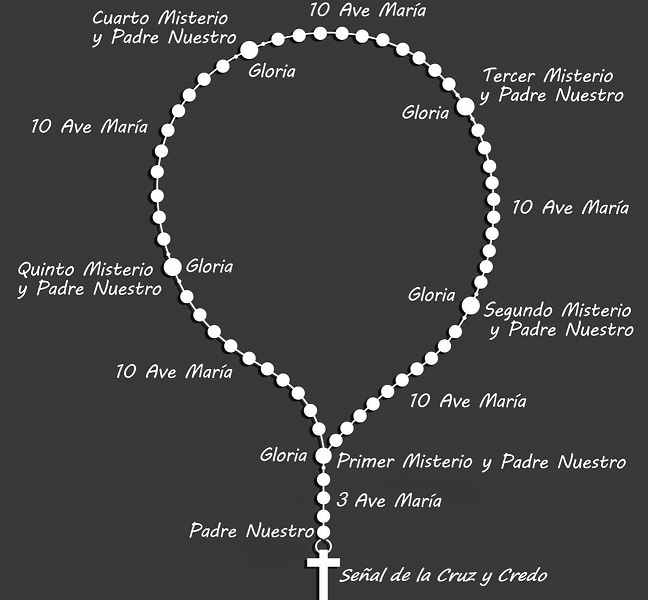 10 Ave María
Cuarto Misterio
y Padre Nuestro
Gloria
Tercer Misterio
y Padre Nuestro
Gloria
10 Ave María
10 Ave María
Quinto Misterio
y Padre Nuestro
Gloria
Gloria
Segundo Misterio
y Padre Nuestro
10 Ave María
10 Ave María
Gloria
Primer Misterio y Padre Nuestro
3 Ave María
Padre Nuestro
Señal de la Cruz y Credo